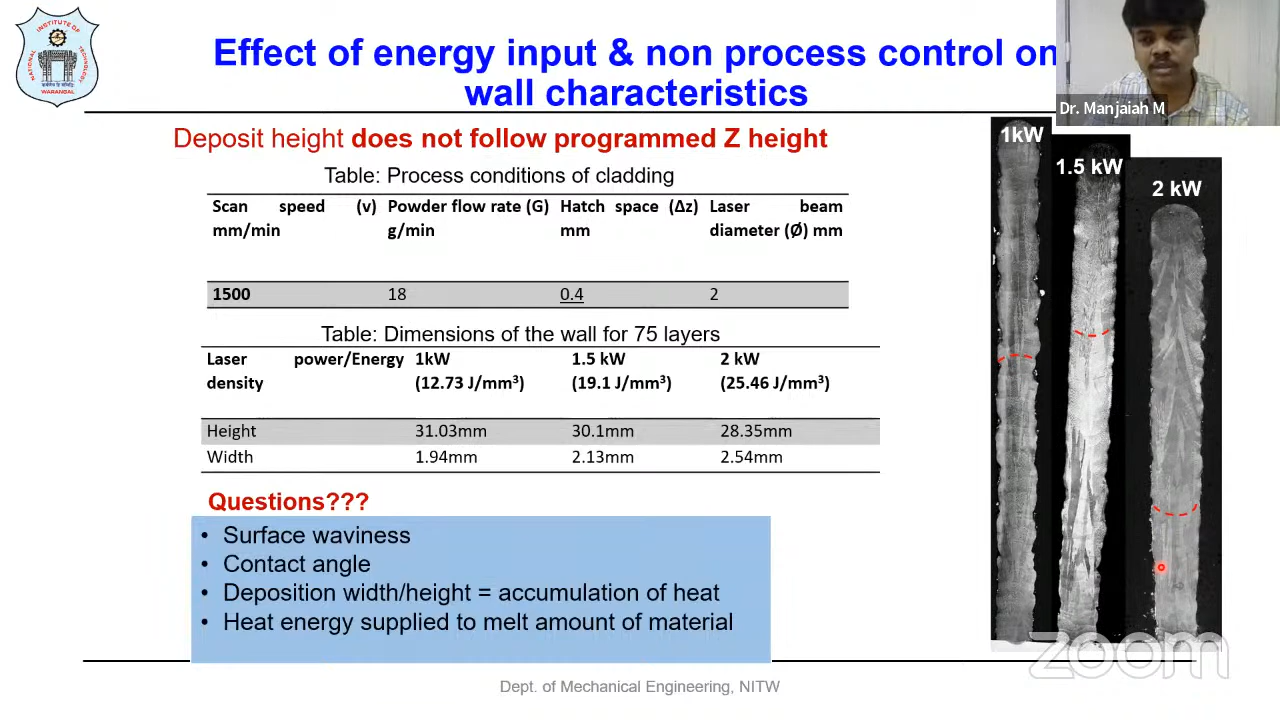 Effect of energy input & non process control on
wall characteristics
Dr. Manjaiah M
NATIONAL INSTITUTE OF TECHNOLOGY
WARANGAL
Deposit height does not follow programmed Z height
Table: Process conditions of cladding
Scan speed (v) Powder flow rate (G) Hatch space (Δz) Laser beam
mm/min g/min mm diameter (Ø) mm
1500 18 0.4 2
Table: Dimensions of the wall for 75 layers
Laser power/Energy 1kW 1.5 kW 2 kW
density (12.73 J/mm³) (19.1 J/mm³) (25.46 J/mm³)
Height 31.03mm 30.1mm 28.35mm
Width 1.94mm 2.13mm 2.54mm
Questions???
• Surface waviness
• Contact angle
• Deposition width/height = accumulation of heat
• Heat energy supplied to melt amount of material
1kW
1.5 kW
2 kW
zoom
Dept. of Mechanical Engineering, NITW